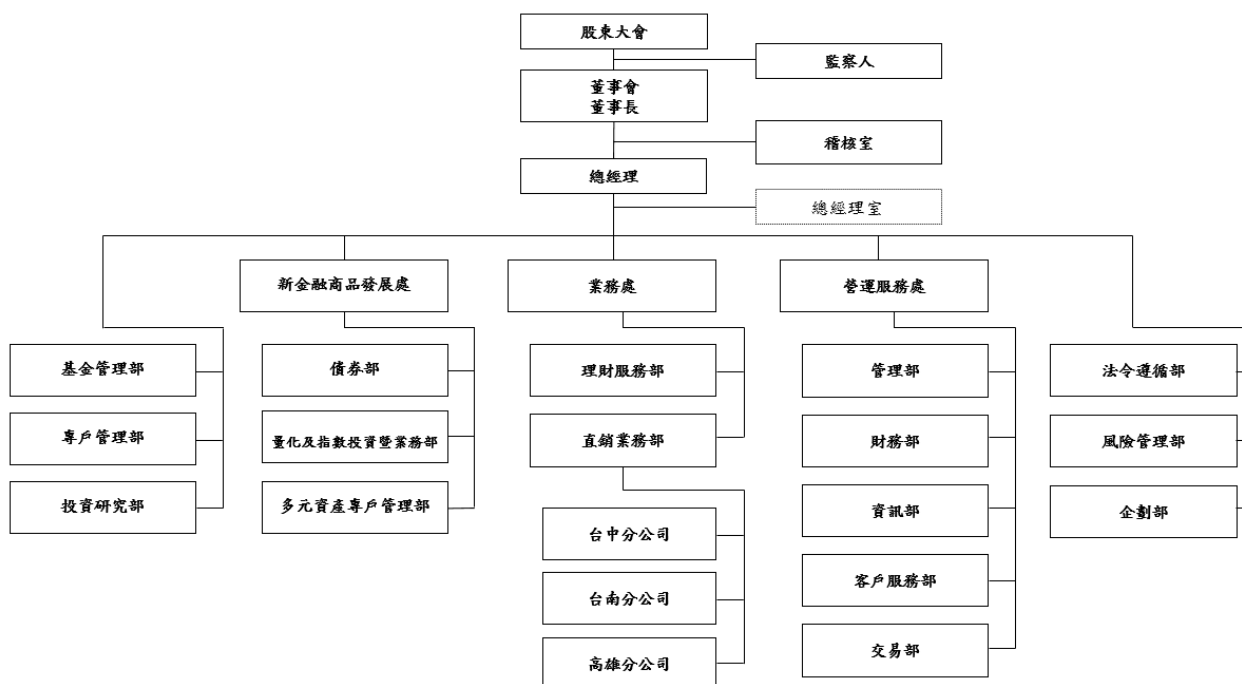 股東大會
監察人
董事會
董事長
稽核室
總經理
總經理室
新金融商品發展處
業務處
營運服務處
基金管理部
債券部
理財服務部
管理部
法令遵循部
專戶管理部
量化及指數投資暨業務部
直銷業務部
財務部
風險管理部
投資研究部
多元資產專戶管理部
資訊部
企劃部
台中分公司
客戶服務部
台南分公司
交易部
高雄分公司